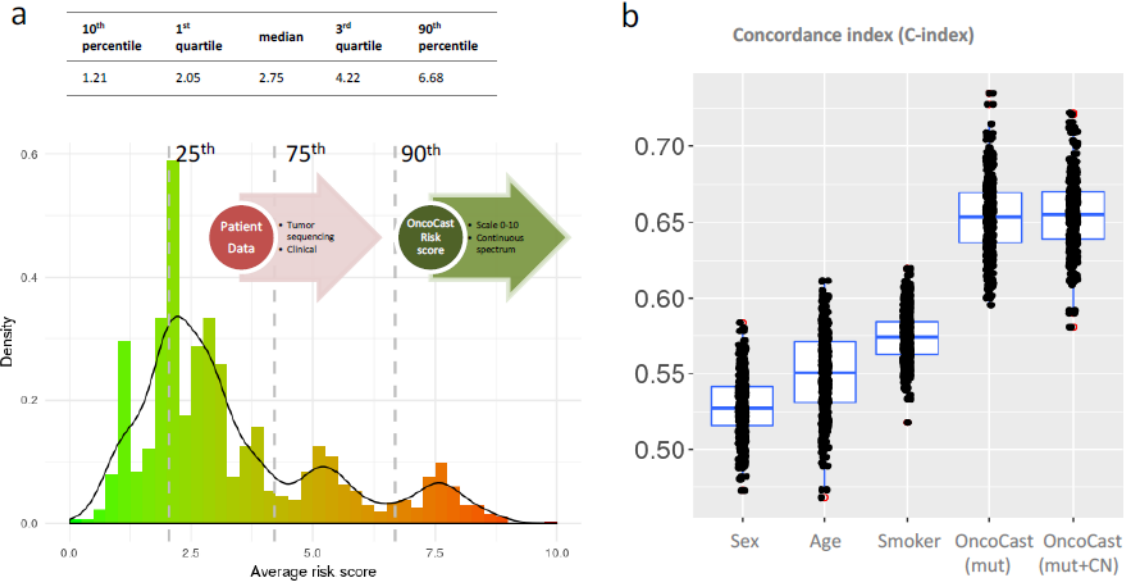 a
10th percentile
1st quartile
median
3rd quartile
90th percentile
1.21 2.05 2.75 4.22 6.68
25th 75th 90th
Patient
Data
• Tumor
sequencing
• Clinical
OncoCast
Risk
score
• Scale 0-10
• Continuous
spectrum
Density
0.6
0.4
0.2
0.0
0.0 2.5 5.0 7.5 10.0
Average risk score
b
Concordance index (C-index)
0.70
0.65
0.60
0.55
0.50
Sex Age Smoker OncoCast OncoCast
(mut) (mut+CN)